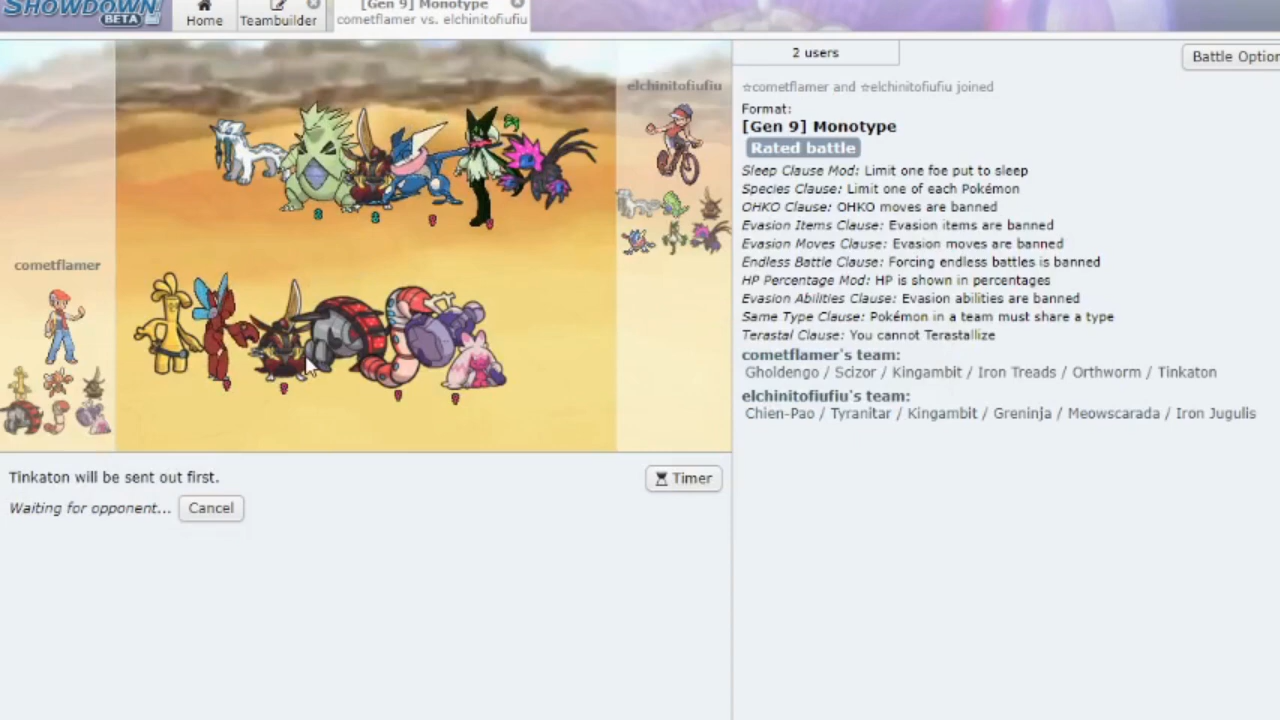 SHOWDOWN
BETA
Home
Teambuilder
[Gen 9] Monotype
cometflamer vs. elchinitofiufiu
2 users
Battle Option
elchinitofiufiu
cometflamer
☆cometflamer and ☆elchinitofiufiu joined
Format:
[Gen 9] Monotype
Rated battle
Sleep Clause Mod: Limit one foe put to sleep
Species Clause: Limit one of each Pokémon
OHKO Clause: OHKO moves are banned
Evasion Items Clause: Evasion items are banned
Evasion Moves Clause: Evasion moves are banned
Endless Battle Clause: Forcing endless battles is banned
HP Percentage Mod: HP is shown in percentages
Evasion Abilities Clause: Evasion abilities are banned
Same Type Clause: Pokémon in a team must share a type
Terastal Clause: You cannot Terastallize
cometflamer's team:
Gholdengo / Scizor / Kingambit / Iron Treads / Orthworm / Tinkaton
elchinitofiufiu's team:
Chien-Pao / Tyranitar / Kingambit / Greninja / Meowscarada / Iron Jugulis
Tinkaton will be sent out first.
Timer
Waiting for opponent... Cancel